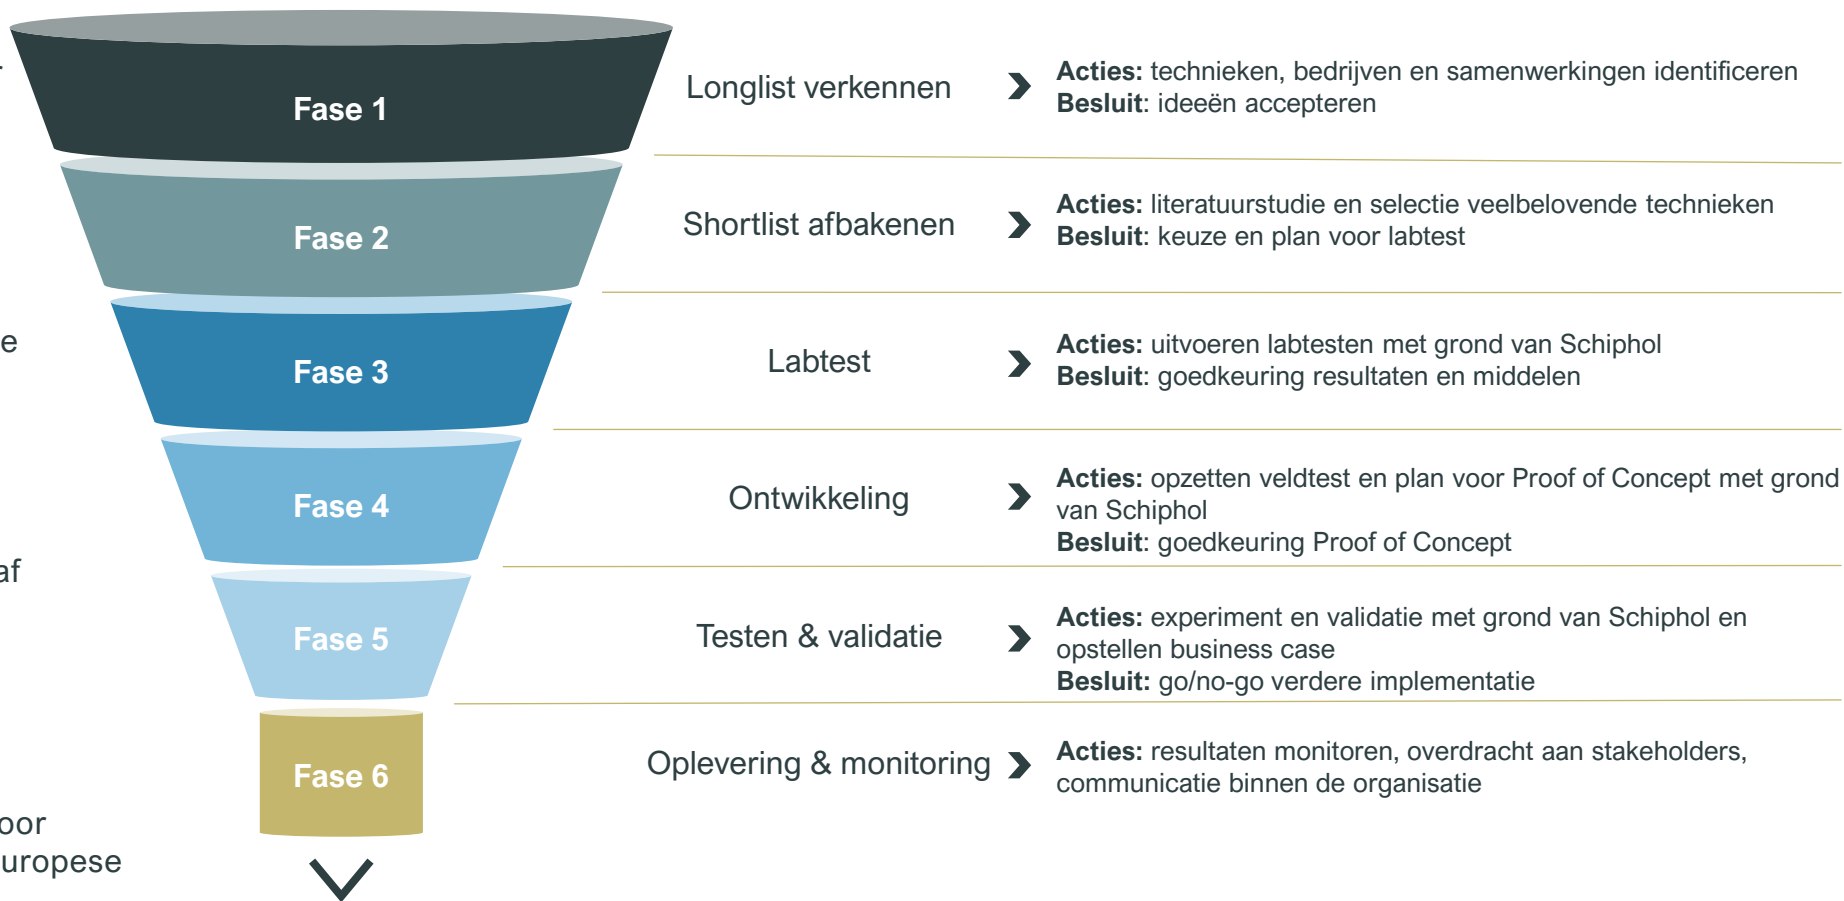 Fase 1
Longlist verkennen
Acties: technieken, bedrijven en samenwerkingen identificeren
Besluit: ideeën accepteren
Fase 2
Shortlist afbakenen
Acties: literatuurstudie en selectie veelbelovende technieken
Besluit: keuze en plan voor labtest
e
Fase 3
Labtest
Acties: uitvoeren labtesten met grond van Schiphol
Besluit: goedkeuring resultaten en middelen
Fase 4
Ontwikkeling
Acties: opzetten veldtest en plan voor Proof of Concept met grond
van Schiphol
Besluit: goedkeuring Proof of Concept
af
Fase 5
Testen & validatie
Acties: experiment en validatie met grond van Schiphol en
opstellen business case
Besluit: go/no-go verdere implementatie
Fase 6
Oplevering & monitoring
Acties: resultaten monitoren, overdracht aan stakeholders,
communicatie binnen de organisatie
oor
uropese